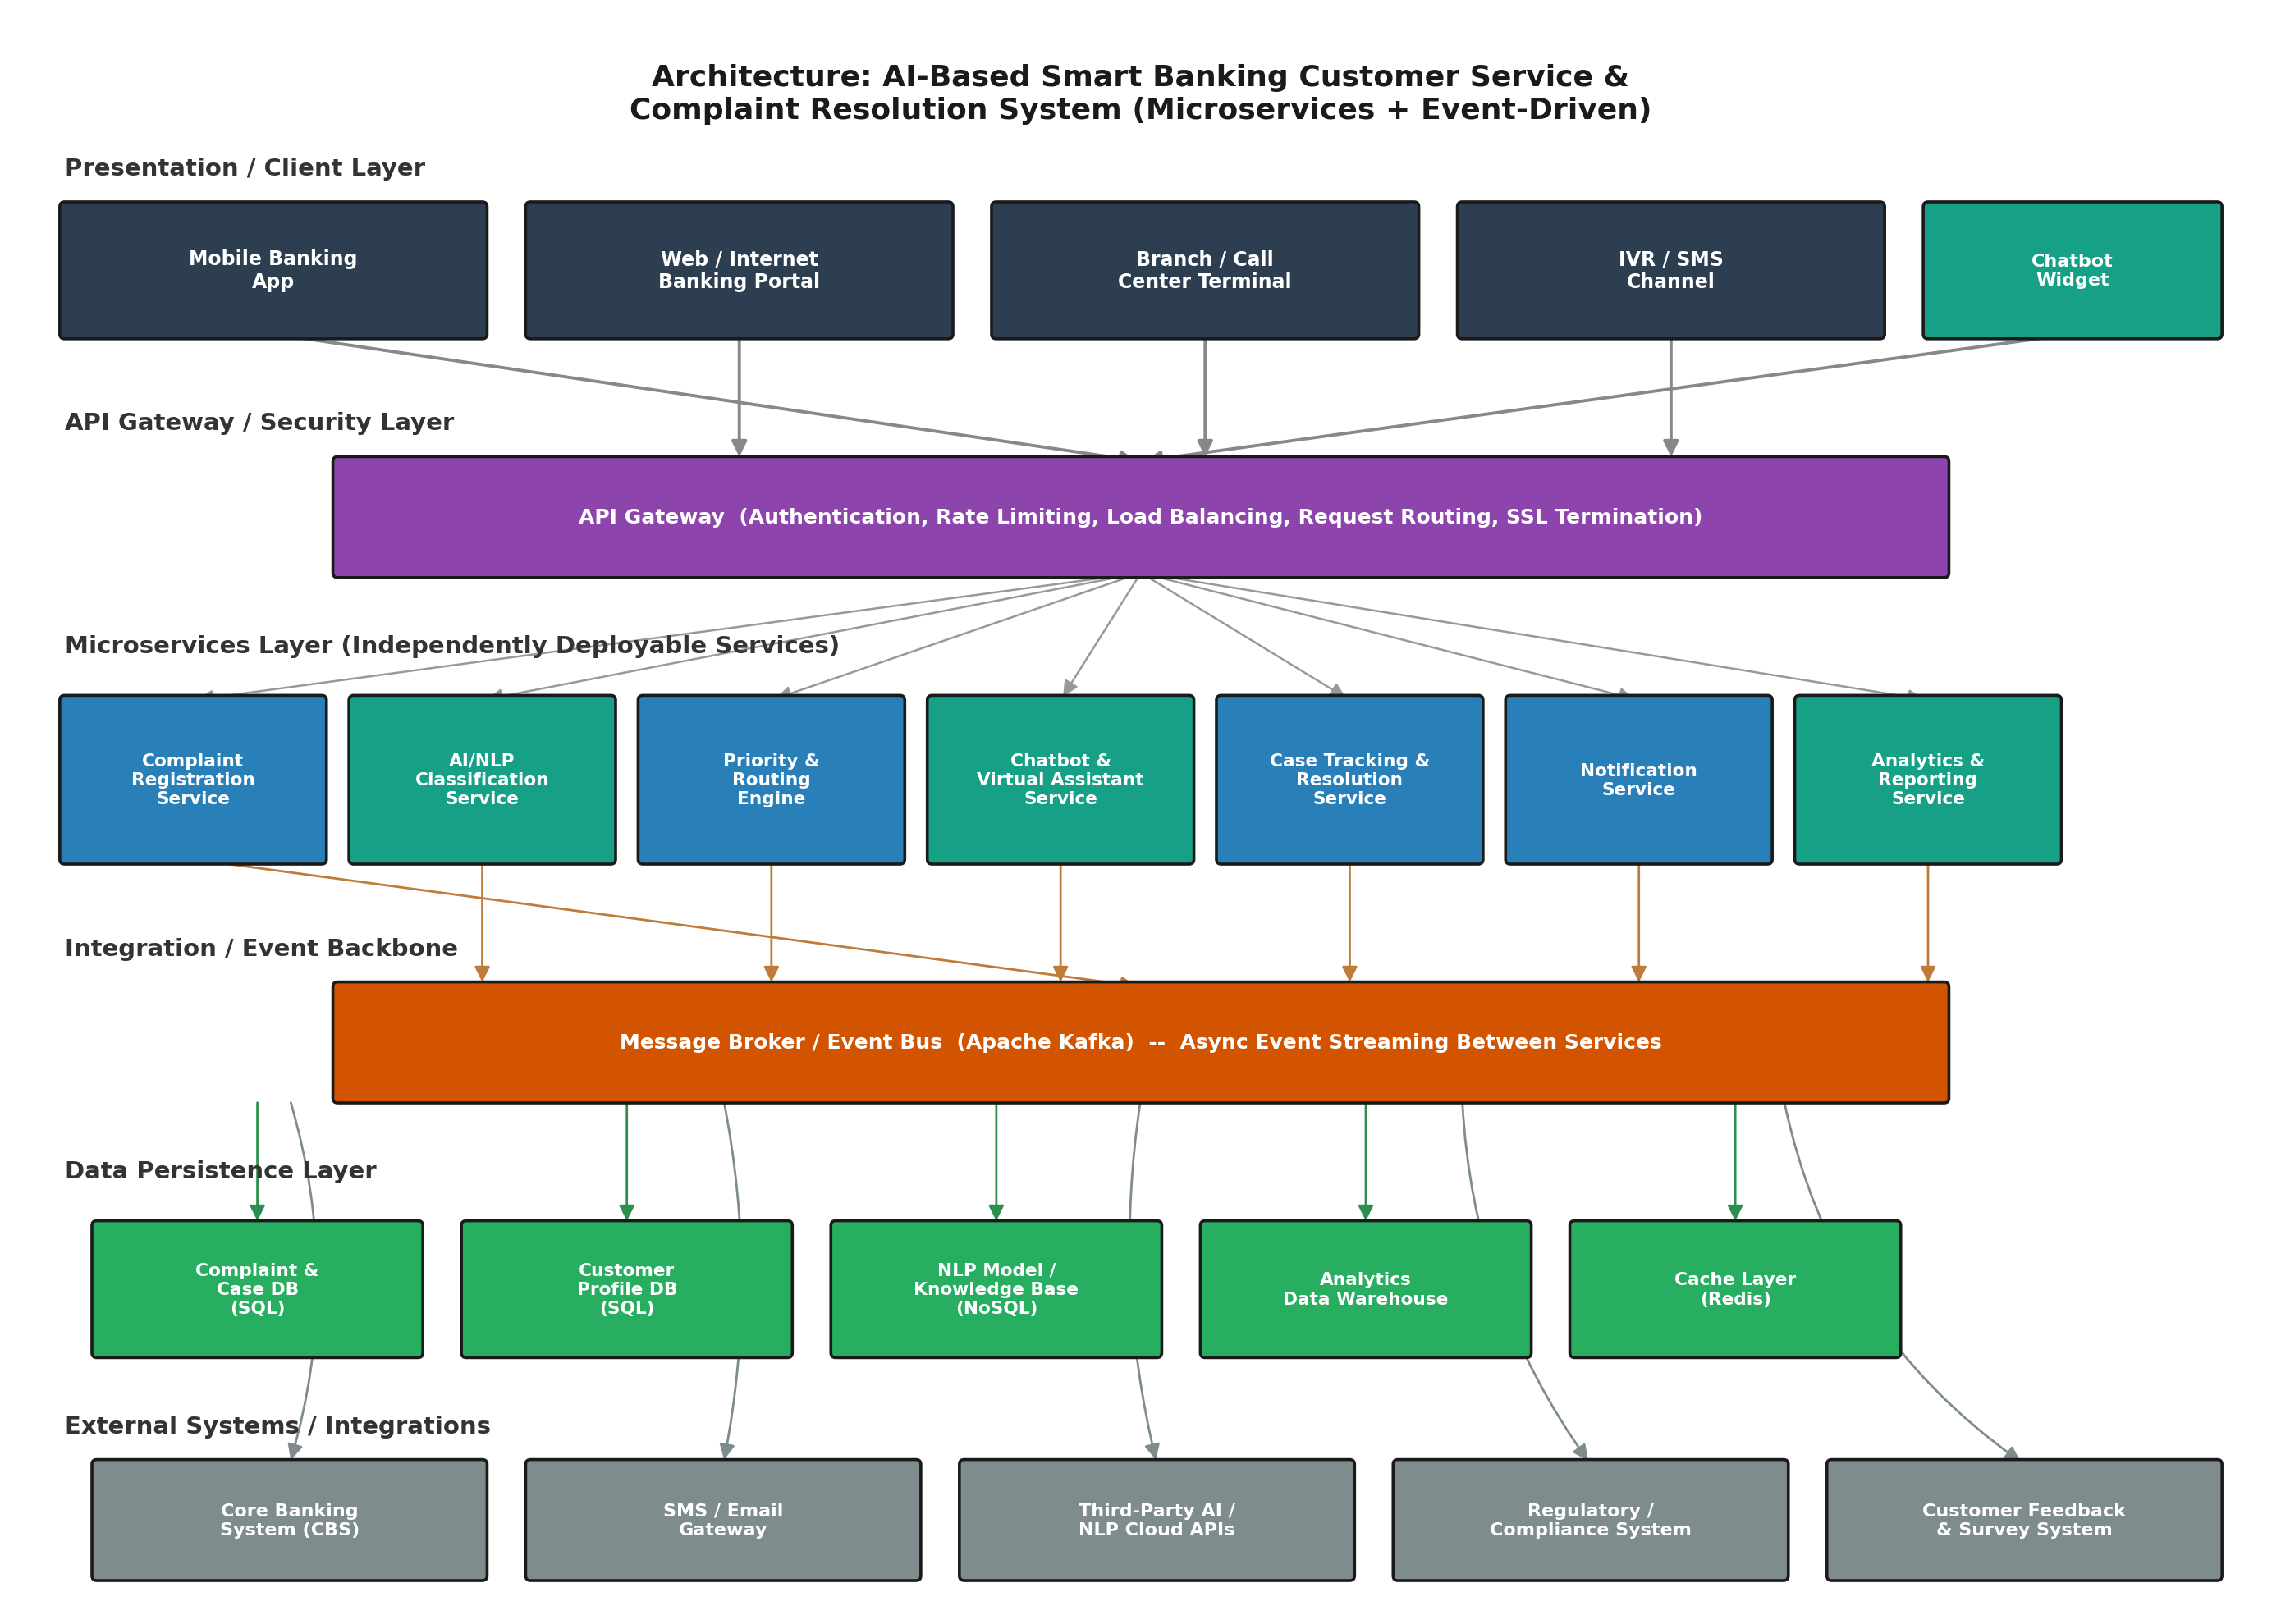 Architecture: AI-Based Smart Banking Customer Service &
Complaint Resolution System (Microservices + Event-Driven)
Presentation / Client Layer
Mobile Banking
App
Web / Internet
Banking Portal
Branch / Call
Center Terminal
IVR / SMS
Channel
Chatbot
Widget
API Gateway / Security Layer
API Gateway  (Authentication, Rate Limiting, Load Balancing, Request Routing, SSL Termination)
Microservices Layer (Independently Deployable Services)
Complaint
Registration
Service
AI/NLP
Classification
Service
Priority &
Routing
Engine
Chatbot &
Virtual Assistant
Service
Case Tracking &
Resolution
Service
Notification
Service
Analytics &
Reporting
Service
Integration / Event Backbone
Message Broker / Event Bus  (Apache Kafka)  --  Async Event Streaming Between Services
Data Persistence Layer
Complaint &
Case DB
(SQL)
Customer
Profile DB
(SQL)
NLP Model /
Knowledge Base
(NoSQL)
Analytics
Data Warehouse
Cache Layer
(Redis)
External Systems / Integrations
Core Banking
System (CBS)
SMS / Email
Gateway
Third-Party AI /
NLP Cloud APIs
Regulatory /
Compliance System
Customer Feedback
& Survey System